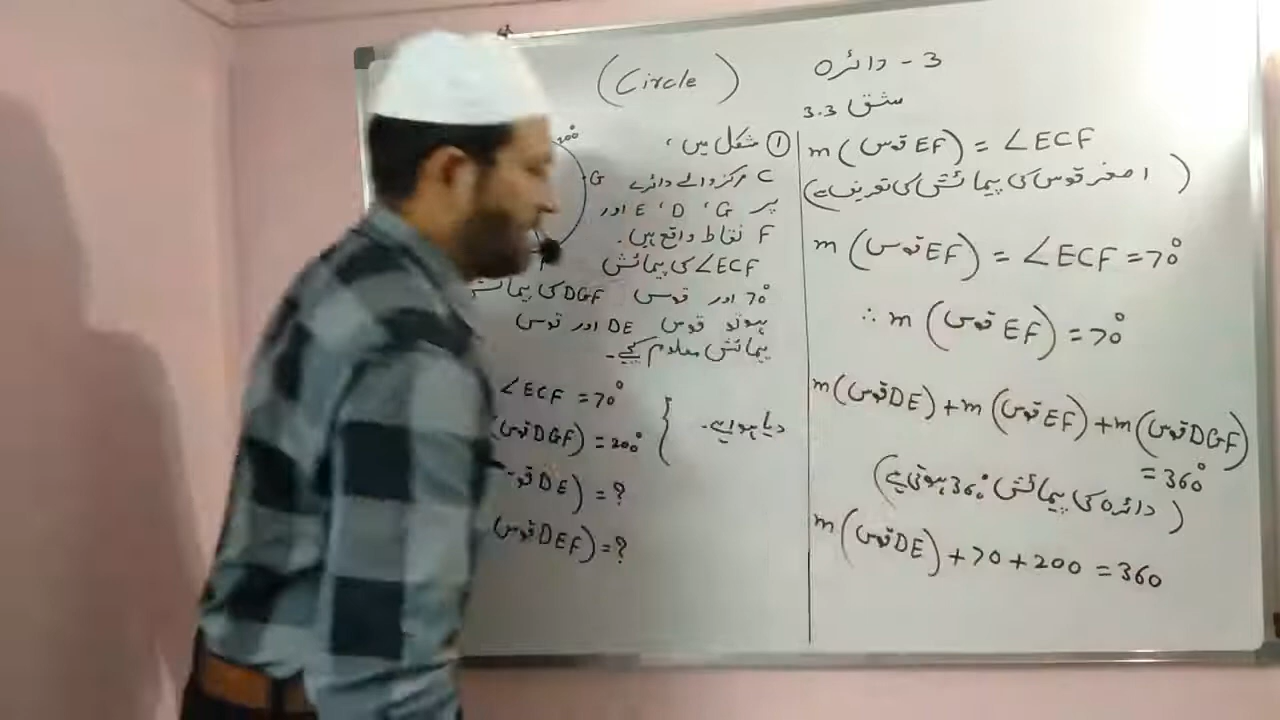 3 - دائرہ
(Circle)
مشق 3.3
① شکل میں،
C مرکز والے دائرے
پر G، D، E اور
F نقاط واقع ہیں۔
∠ECF کی پیمائش
70° اور قوس DGF کی
ہو تو قوس DE اور قوس
پیمائش معلوم کیجیے۔
200°
G
∠ECF = 70°
(قوس DGF) = 200°
دیا ہوا ہے۔
DE) = ?
(قوس DEF) = ?
m (قوس EF) = ∠ECF
(اصغر قوس کی پیمائش کی تعریف سے)
m (قوس EF) = ∠ECF = 70°
∴ m (قوس EF) = 70°
m (قوس DE) + m (قوس EF) + m (قوس DGF)
= 360°
(دائرہ کی پیمائش 360° ہوتی ہے)
m (قوس DE) + 70 + 200 = 360